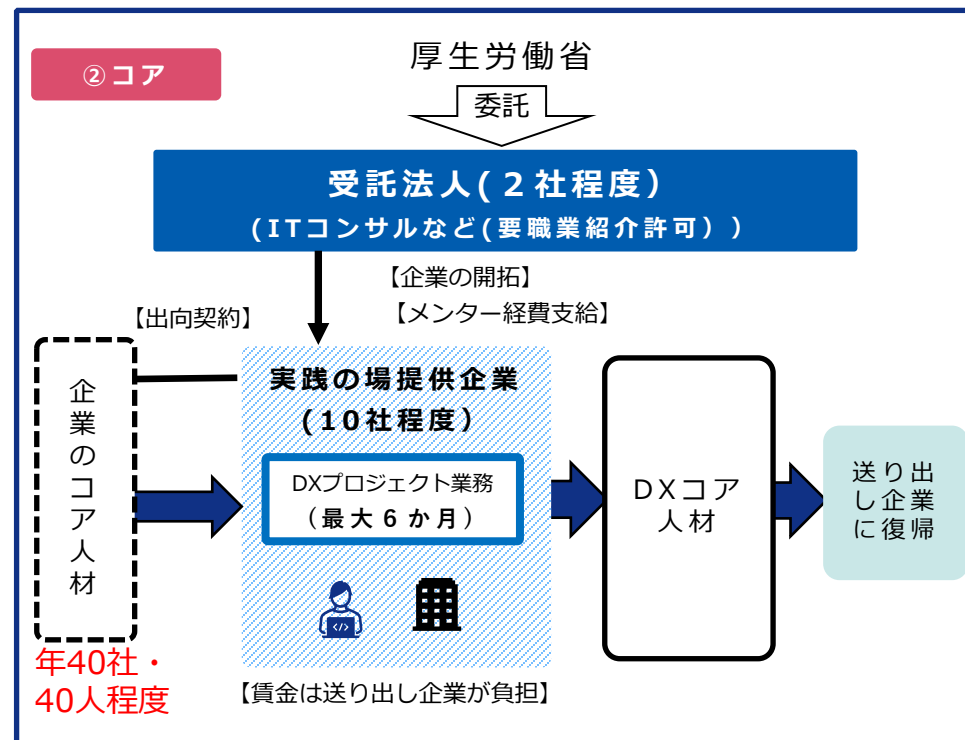 ②コア
厚生労働省
委託
受託法人(２社程度)
(ITコンサルなど(要職業紹介許可))
【企業の開拓】
【メンター経費支給】
【出向契約】
企業のコア人材
年40社・
40人程度
実践の場提供企業
(10社程度)
DXプロジェクト業務
(最大６か月)
【賃金は送り出し企業が負担】
DXコア
人材
送り出
し企業
に復帰